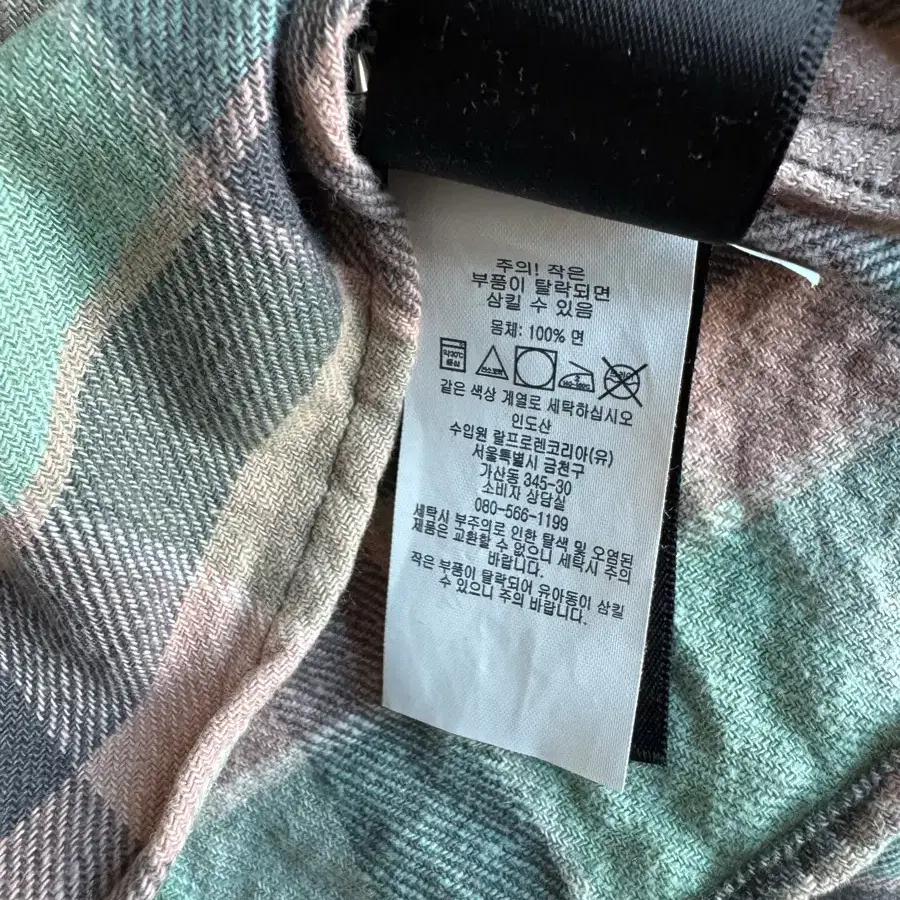 주의! 작은
부품이 탈락되면
삼킬 수 있음
몸체: 100% 면
약30℃
중성
같은 색상 계열로 세탁하십시오
인도산
수입원 랄프로렌코리아(유)
서울특별시 금천구
가산동 345-30
소비자 상담실
080-566-1199
세탁시 부주의로 인한 탈색 및 오염된
제품은 교환할 수 없으니 세탁시 주의
바랍니다.
작은 부품이 탈락되어 유아동이 삼킬
수 있으니 주의 바랍니다.